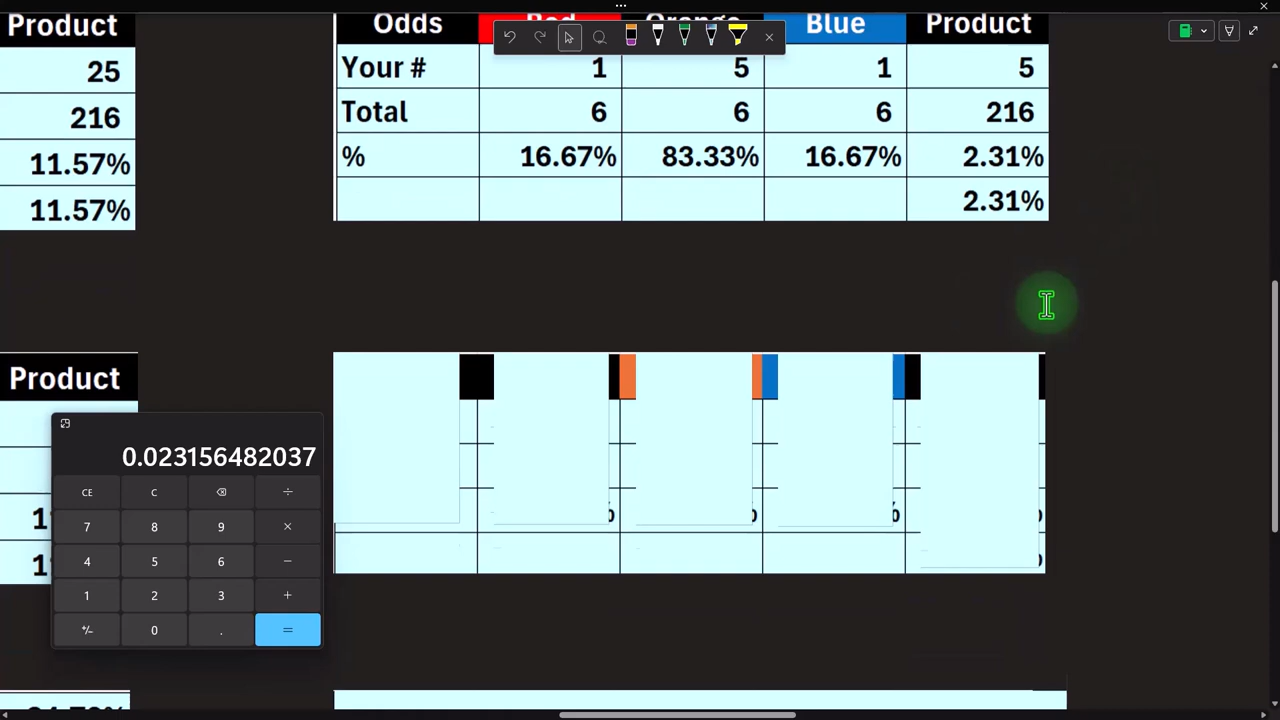 Product
25
216
11.57%
11.57%
Odds Red Orange Blue Product
Your # 1 5 1 5
Total 6 6 6 216
% 16.67% 83.33% 16.67% 2.31%
2.31%
Product
0.023156482037
CE C
7 8 9 ×
4 5 6 −
1 2 3 +
+/− 0 . =